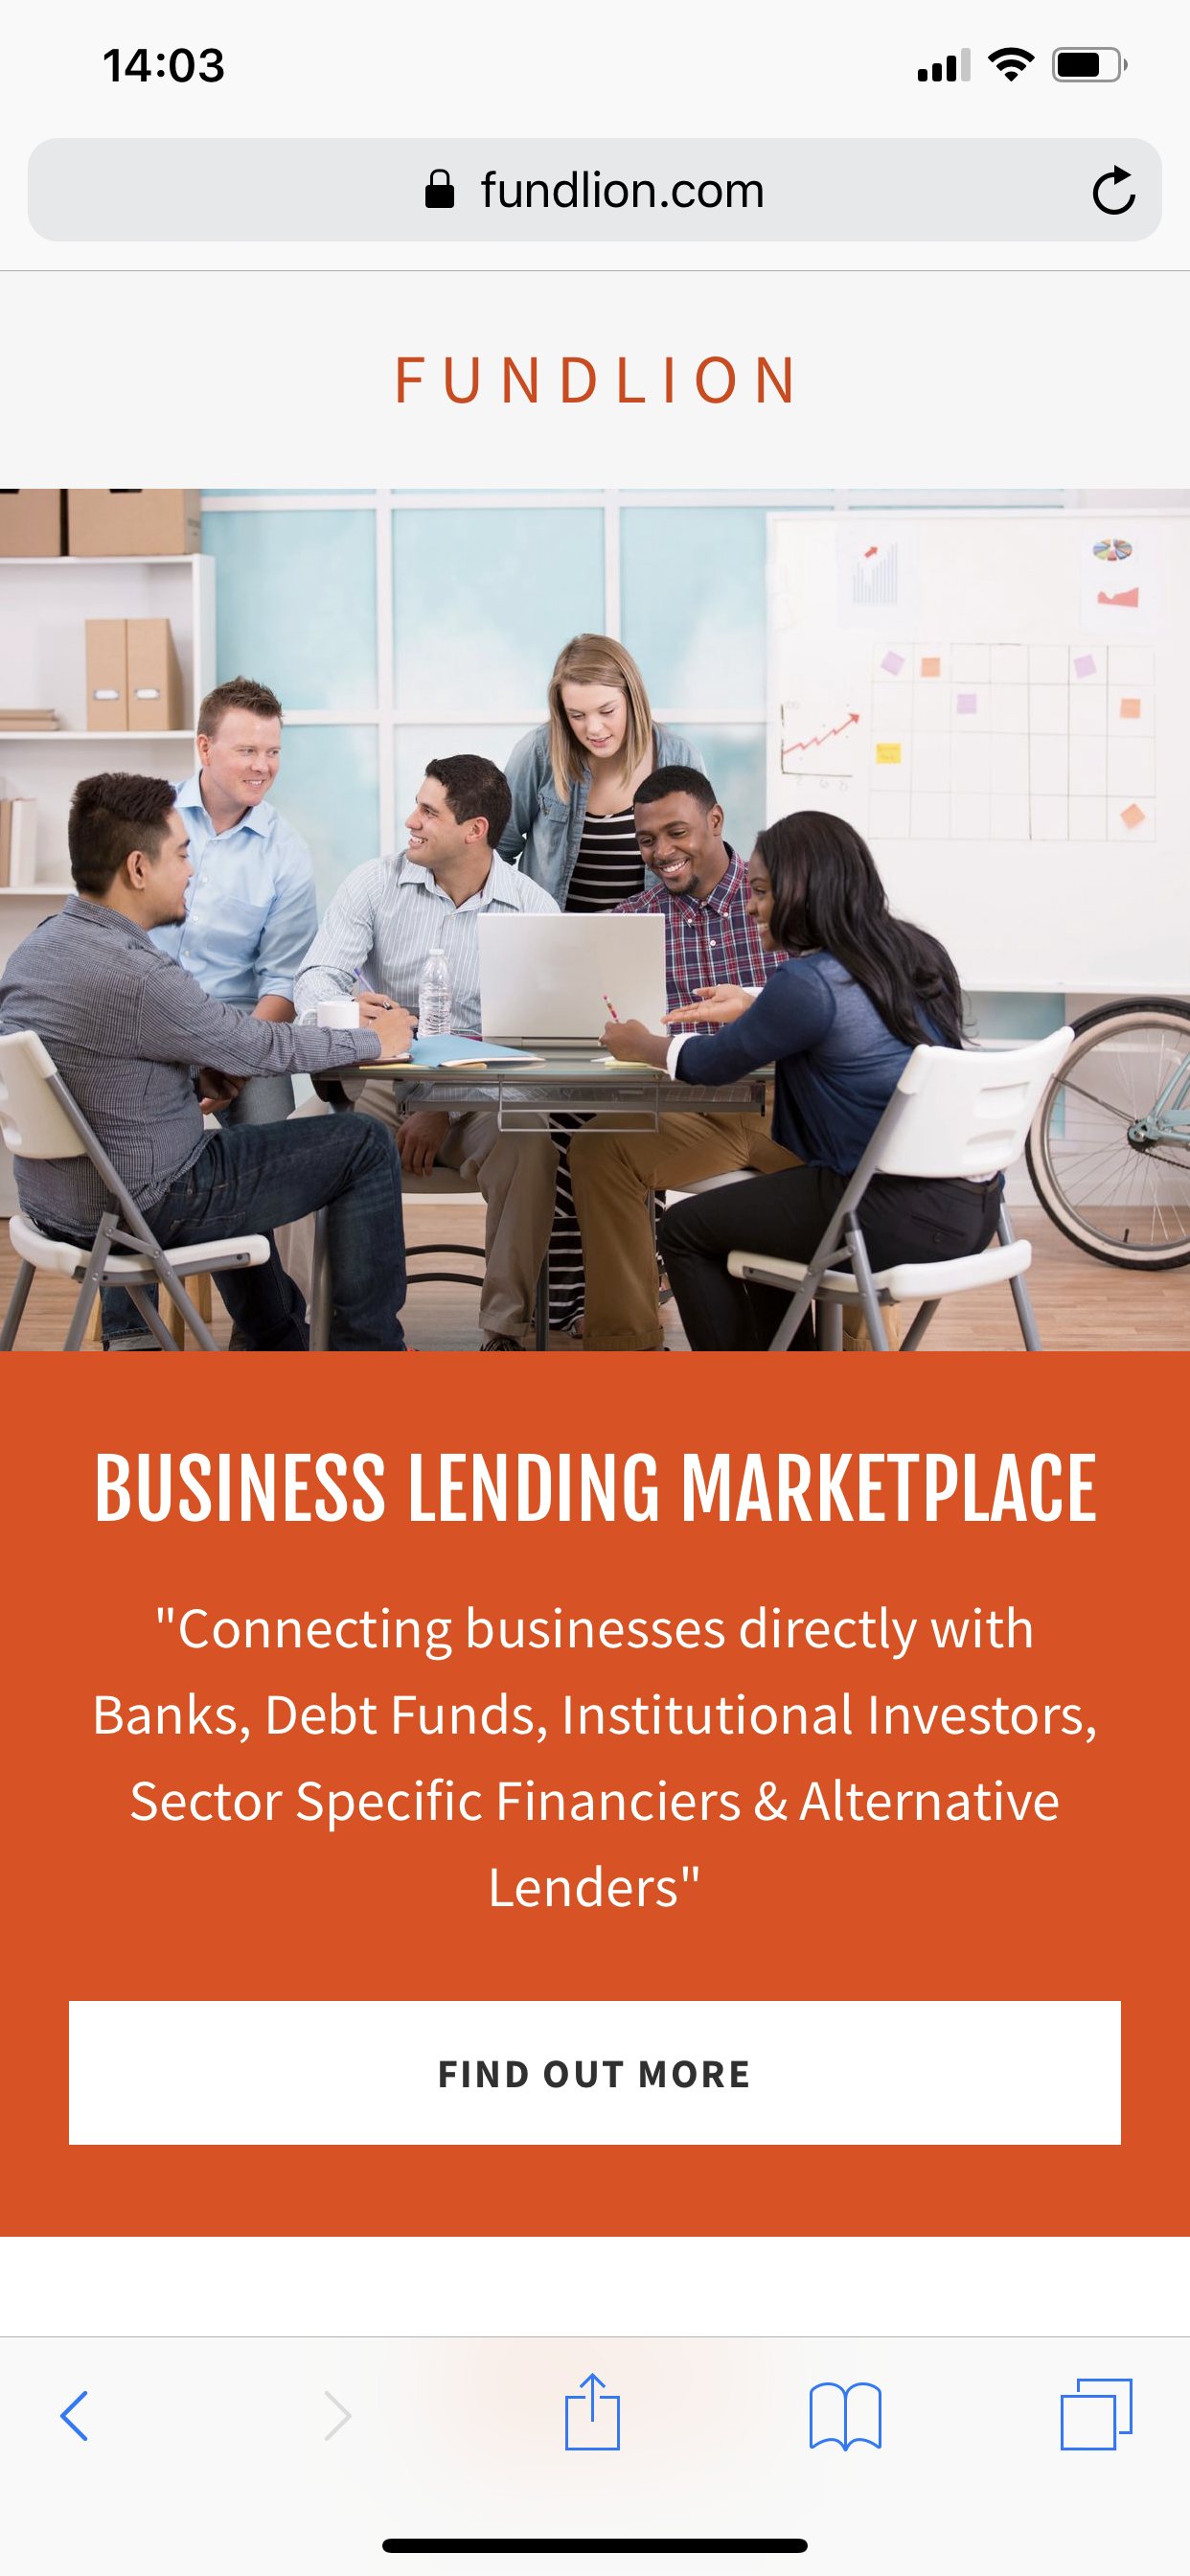 14:03
fundlion.com
FUNDLION
BUSINESS LENDING MARKETPLACE
"Connecting businesses directly with
Banks, Debt Funds, Institutional Investors,
Sector Specific Financiers & Alternative
Lenders"
FIND OUT MORE